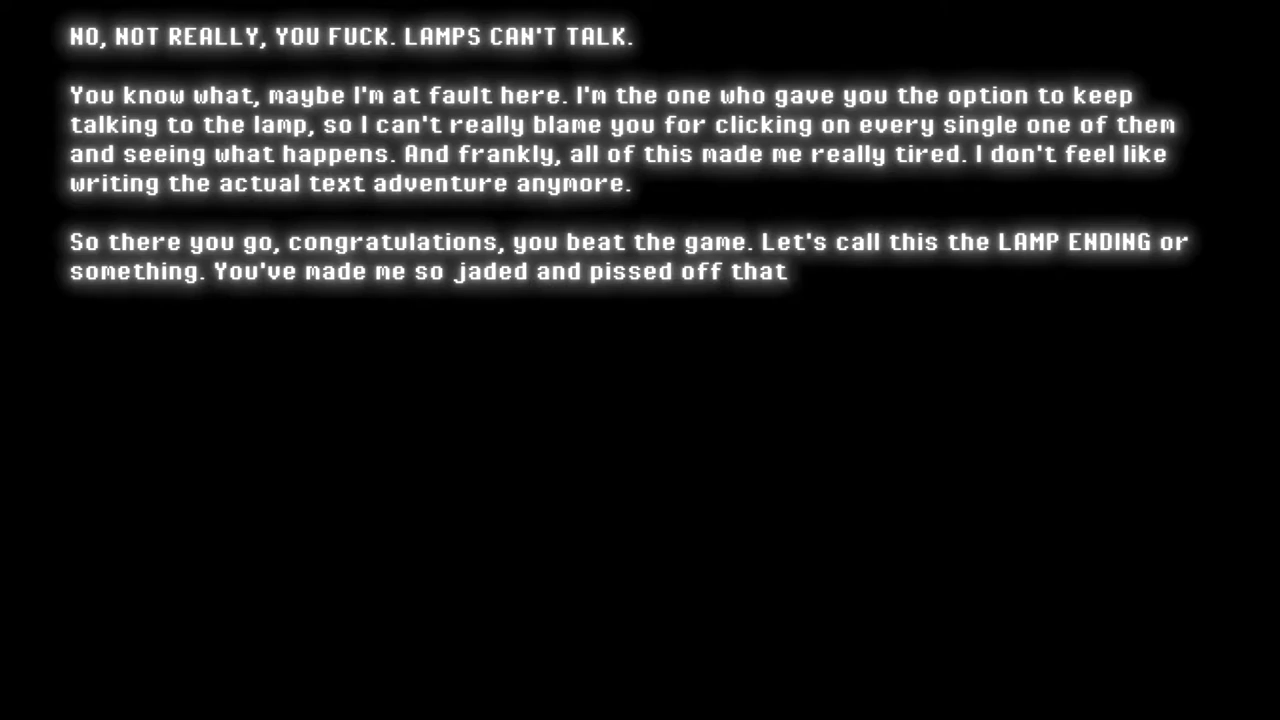 NO, NOT REALLY, YOU FUCK. LAMPS CAN'T TALK.
You know what, maybe I'm at fault here. I'm the one who gave you the option to keep
talking to the lamp, so I can't really blame you for clicking on every single one of them
and seeing what happens. And frankly, all of this made me really tired. I don't feel like
writing the actual text adventure anymore.
So there you go, congratulations, you beat the game. Let's call this the LAMP ENDING or
something. You've made me so jaded and pissed off that